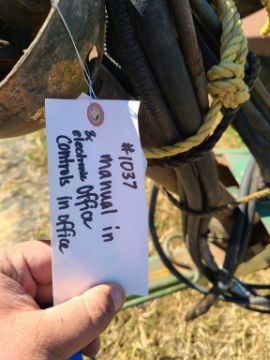 #1037
manual in
office
& electronic
Controls in office